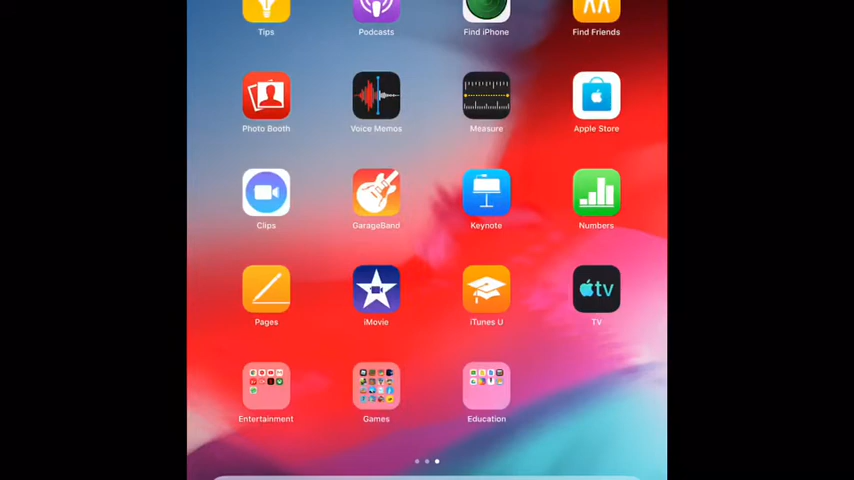 Tips Podcasts Find iPhone Find Friends
Photo Booth Voice Memos Measure Apple Store
Clips GarageBand Keynote Numbers
tv
Pages iMovie iTunes U TV
Entertainment Games Education